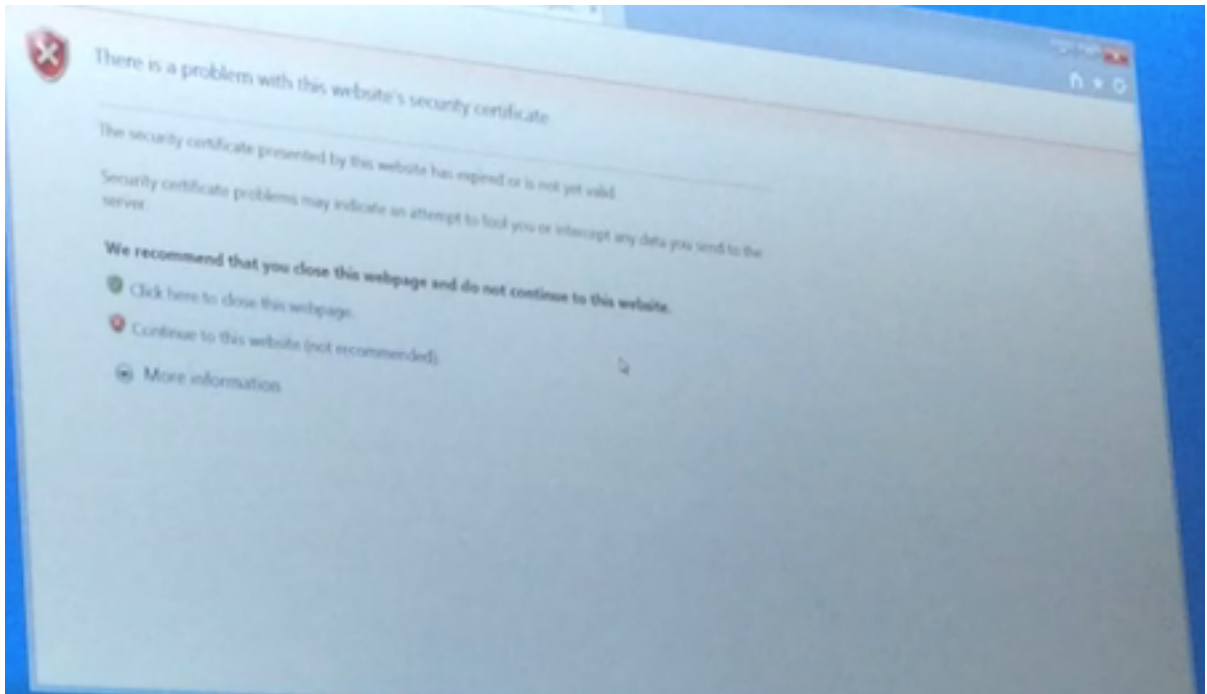 There is a problem with this website's security certificate
The security certificate presented by this website has expired or is not yet valid.
Security certificate problems may indicate an attempt to fool you or intercept any data you send to the
server.
We recommend that you close this webpage and do not continue to this website.
Click here to close this webpage.
Continue to this website (not recommended).
More information